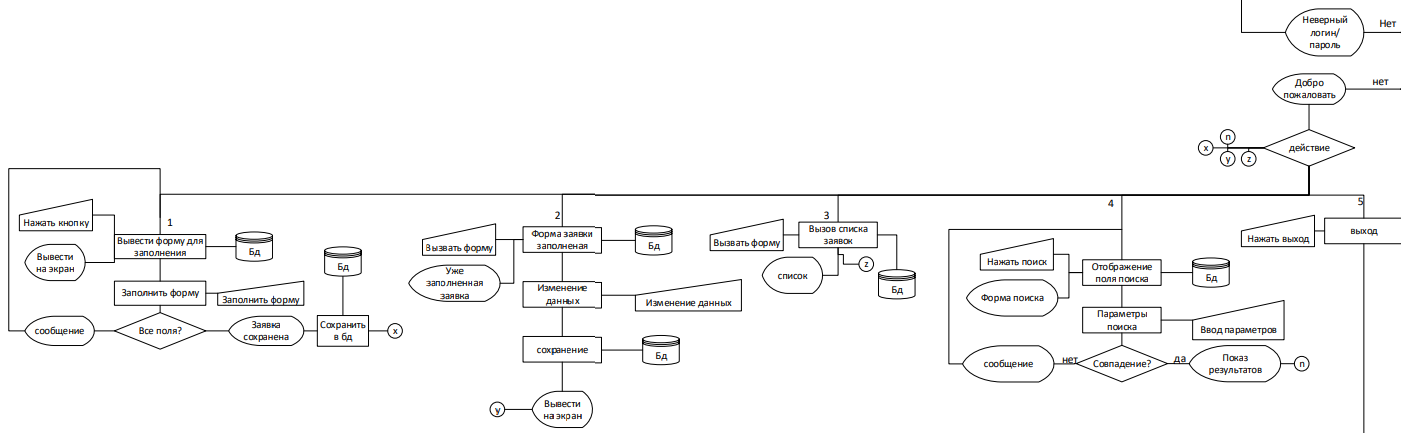 Неверный
логин/
пароль
Нет
Добро
пожаловать
нет
n
x
y
z
действие
1
Нажать кнопку
Вывести форму для
заполнения
Бд
Вывести
на экран
Бд
Заполнить форму
Заполнить форму
сообщение
Все поля?
Заявка
сохранена
Сохранить
в бд
x
2
Вызвать форму
Форма заявки
заполненая
Бд
Уже
заполненная
заявка
Изменение
данных
Изменение данных
сохранение
Бд
y
Вывести
на экран
3
Вызвать форму
Вызов списка
заявок
список
z
Бд
4
Нажать поиск
Отображение
поля поиска
Бд
Форма поиска
Параметры
поиска
Ввод параметров
сообщение
нет
Совпадение?
да
Показ
результатов
n
5
Нажать выход
выход